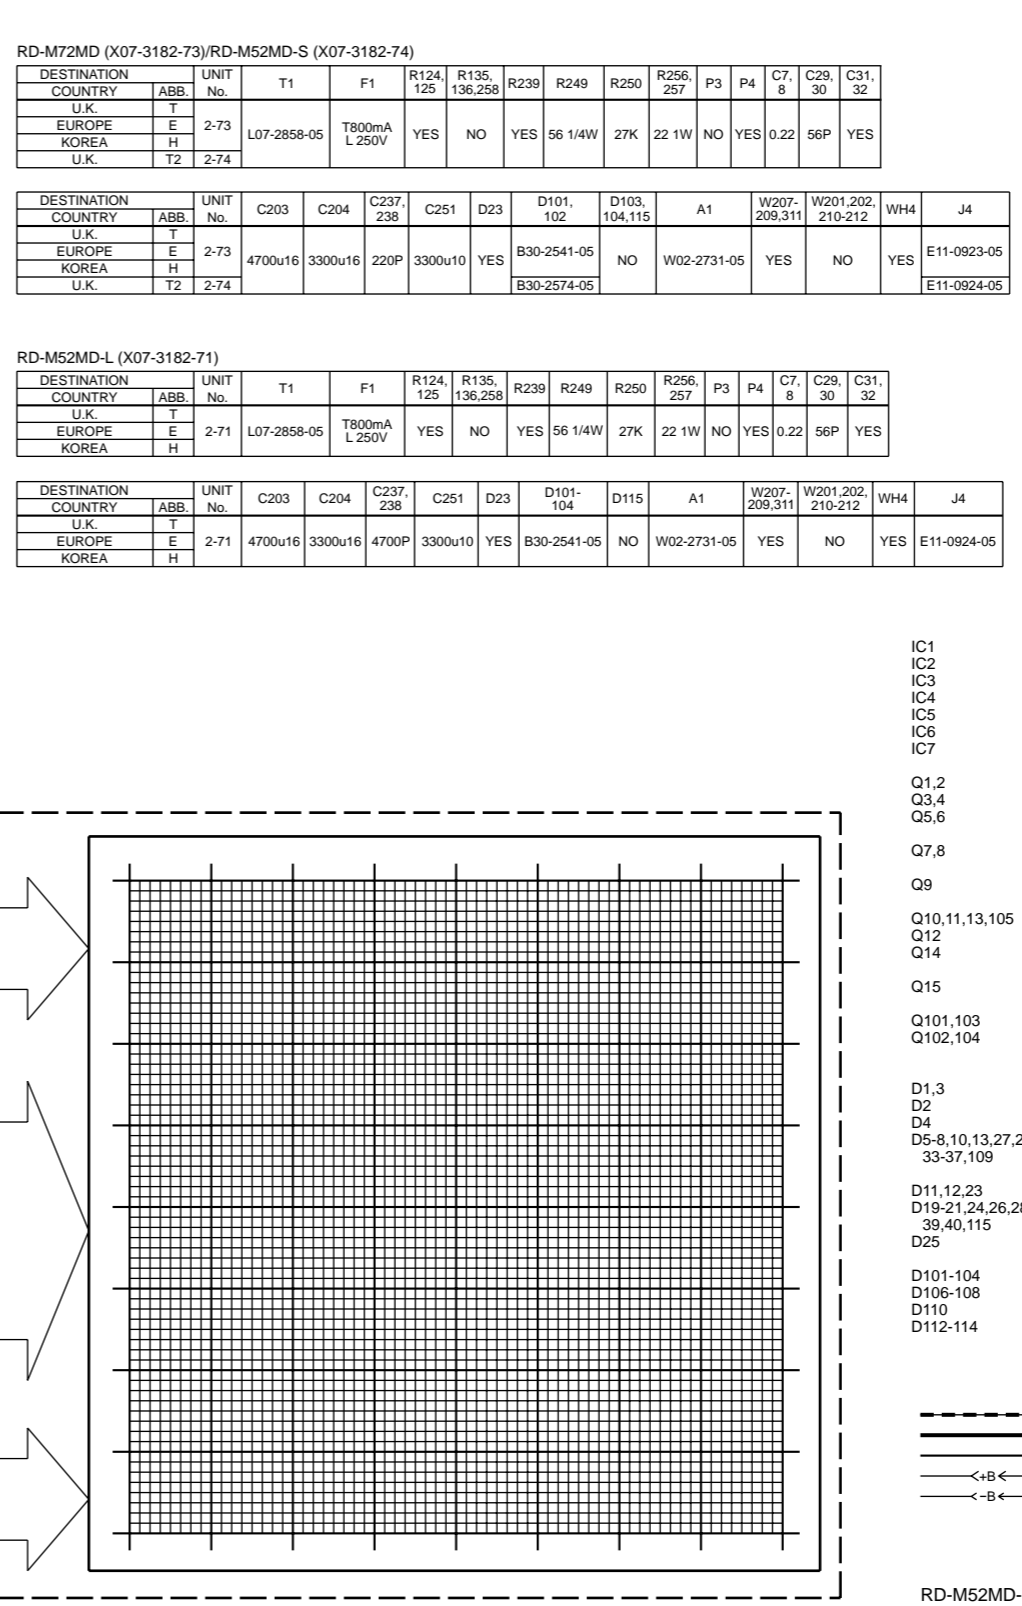 RD-M72MD (X07-3182-73)/RD-M52MD-S (X07-3182-74)
DESTINATION UNIT T1 F1 R124, R135, R239 R249 R250 R256, P3 P4 C7, C29, C31,
COUNTRY ABB. No. 125 136,258 257 8 30 32
U.K. T
EUROPE E 2-73 L07-2858-05 T800mA L 250V YES NO YES 56 1/4W 27K 22 1W NO YES 0.22 56P YES
KOREA H
U.K. T2 2-74
DESTINATION UNIT C203 C204 C237, C251 D23 D101, D103, A1 W207- W201,202, WH4 J4
COUNTRY ABB. No. 238 102 104,115 209,311 210-212
U.K. T
EUROPE E 2-73 4700u16 3300u16 220P 3300u10 YES B30-2541-05 NO W02-2731-05 YES NO YES E11-0923-05
KOREA H
U.K. T2 2-74 B30-2574-05 E11-0924-05
RD-M52MD-L (X07-3182-71)
DESTINATION UNIT T1 F1 R124, R135, R239 R249 R250 R256, P3 P4 C7, C29, C31,
COUNTRY ABB. No. 125 136,258 257 8 30 32
U.K. T
EUROPE E 2-71 L07-2858-05 T800mA L 250V YES NO YES 56 1/4W 27K 22 1W NO YES 0.22 56P YES
KOREA H
DESTINATION UNIT C203 C204 C237, C251 D23 D101- D115 A1 W207- W201,202, WH4 J4
COUNTRY ABB. No. 238 104 209,311 210-212
U.K. T
EUROPE E 2-71 4700u16 3300u16 4700P 3300u10 YES B30-2541-05 NO W02-2731-05 YES NO YES E11-0924-05
KOREA H
IC1
IC2
IC3
IC4
IC5
IC6
IC7
Q1,2
Q3,4
Q5,6
Q7,8
Q9
Q10,11,13,105
Q12
Q14
Q15
Q101,103
Q102,104
D1,3
D2
D4
D5-8,10,13,27,2
33-37,109
D11,12,23
D19-21,24,26,28
39,40,115
D25
D101-104
D106-108
D110
D112-114
+B
-B
RD-M52MD-